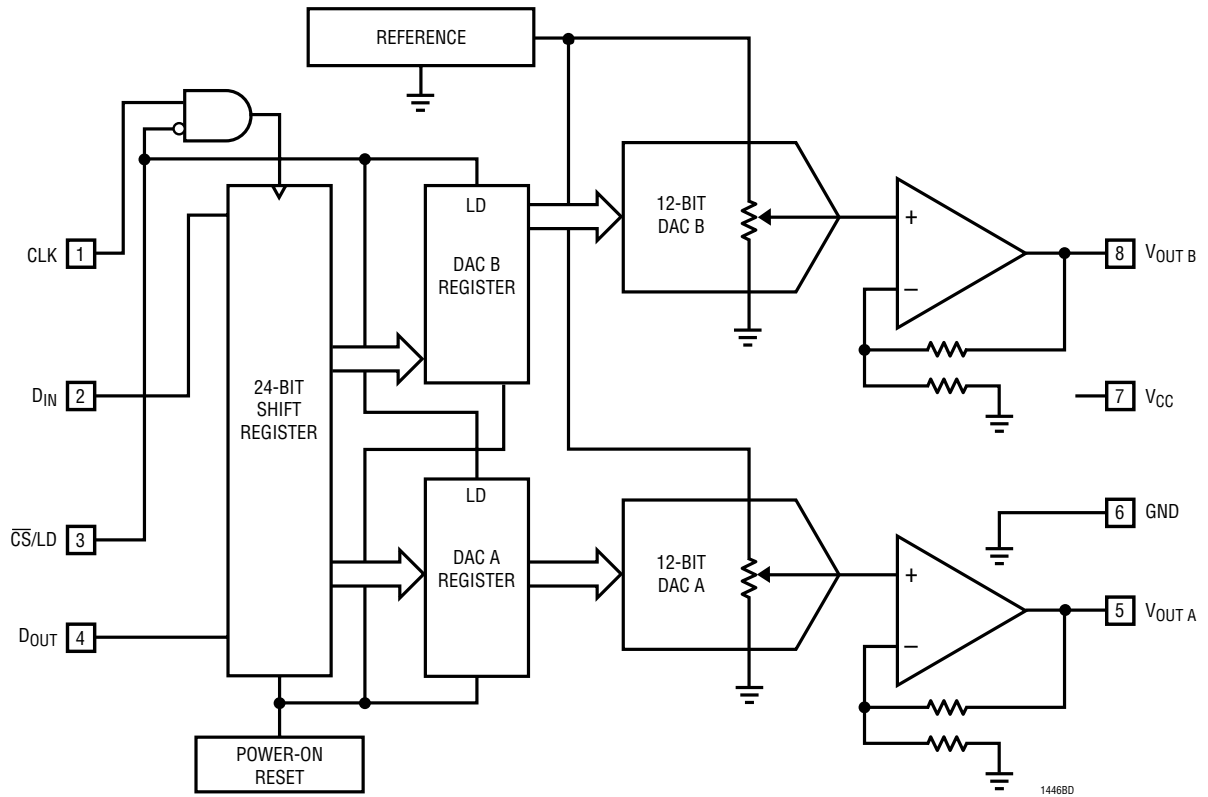 REFERENCE
LD
12-BIT
DAC B
+
–
CLK 1
DAC B
REGISTER
8 VOUT B
24-BIT
SHIFT
REGISTER
DIN 2
7 VCC
LD
6 GND
CS/LD 3
DAC A
REGISTER
12-BIT
DAC A
+
–
5 VOUT A
DOUT 4
POWER-ON
RESET
1446BD